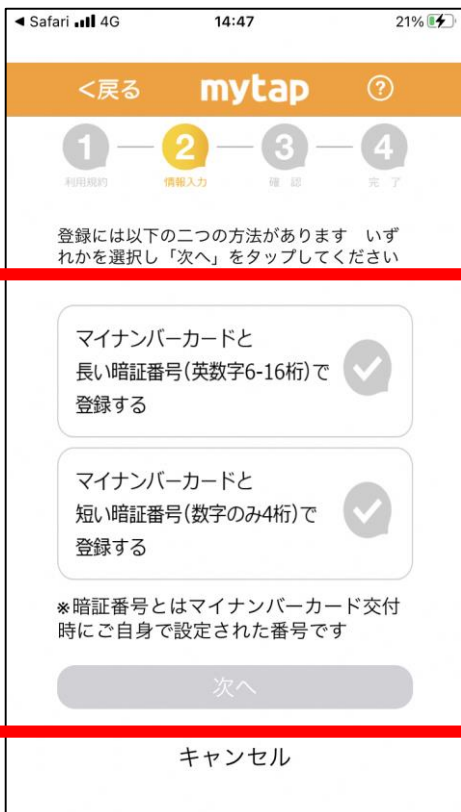 ◀ Safari 4G 14:47 21%
<戻る mytap ?
1 2 3 4
利用規約 情報入力 確 認 完 了
登録には以下の二つの方法があります　いず
れかを選択し「次へ」をタップしてください
マイナンバーカードと
長い暗証番号(英数字6-16桁)で
登録する
マイナンバーカードと
短い暗証番号(数字のみ4桁)で
登録する
※暗証番号とはマイナンバーカード交付
時にご自身で設定された番号です
次へ
キャンセル